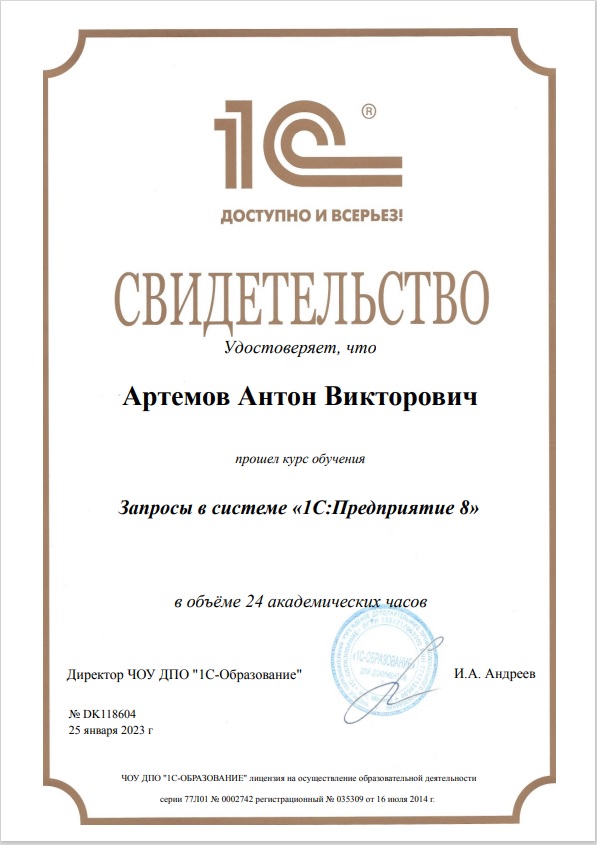 1С®
ДОСТУПНО И ВСЕРЬЕЗ!
СВИДЕТЕЛЬСТВО
Удостоверяет, что
Артемов Антон Викторович
прошел курс обучения
Запросы в системе «1С:Предприятие 8»
в объёме 24 академических часов
«1С-ОБРАЗОВАНИЕ»
Директор ЧОУ ДПО "1С-Образование"
И.А. Андреев
№ DK118604
25 января 2023 г
ЧОУ ДПО "1С-ОБРАЗОВАНИЕ" лицензия на осуществление образовательной деятельности
серии 77Л01 № 0002742 регистрационный № 035309 от 16 июля 2014 г.